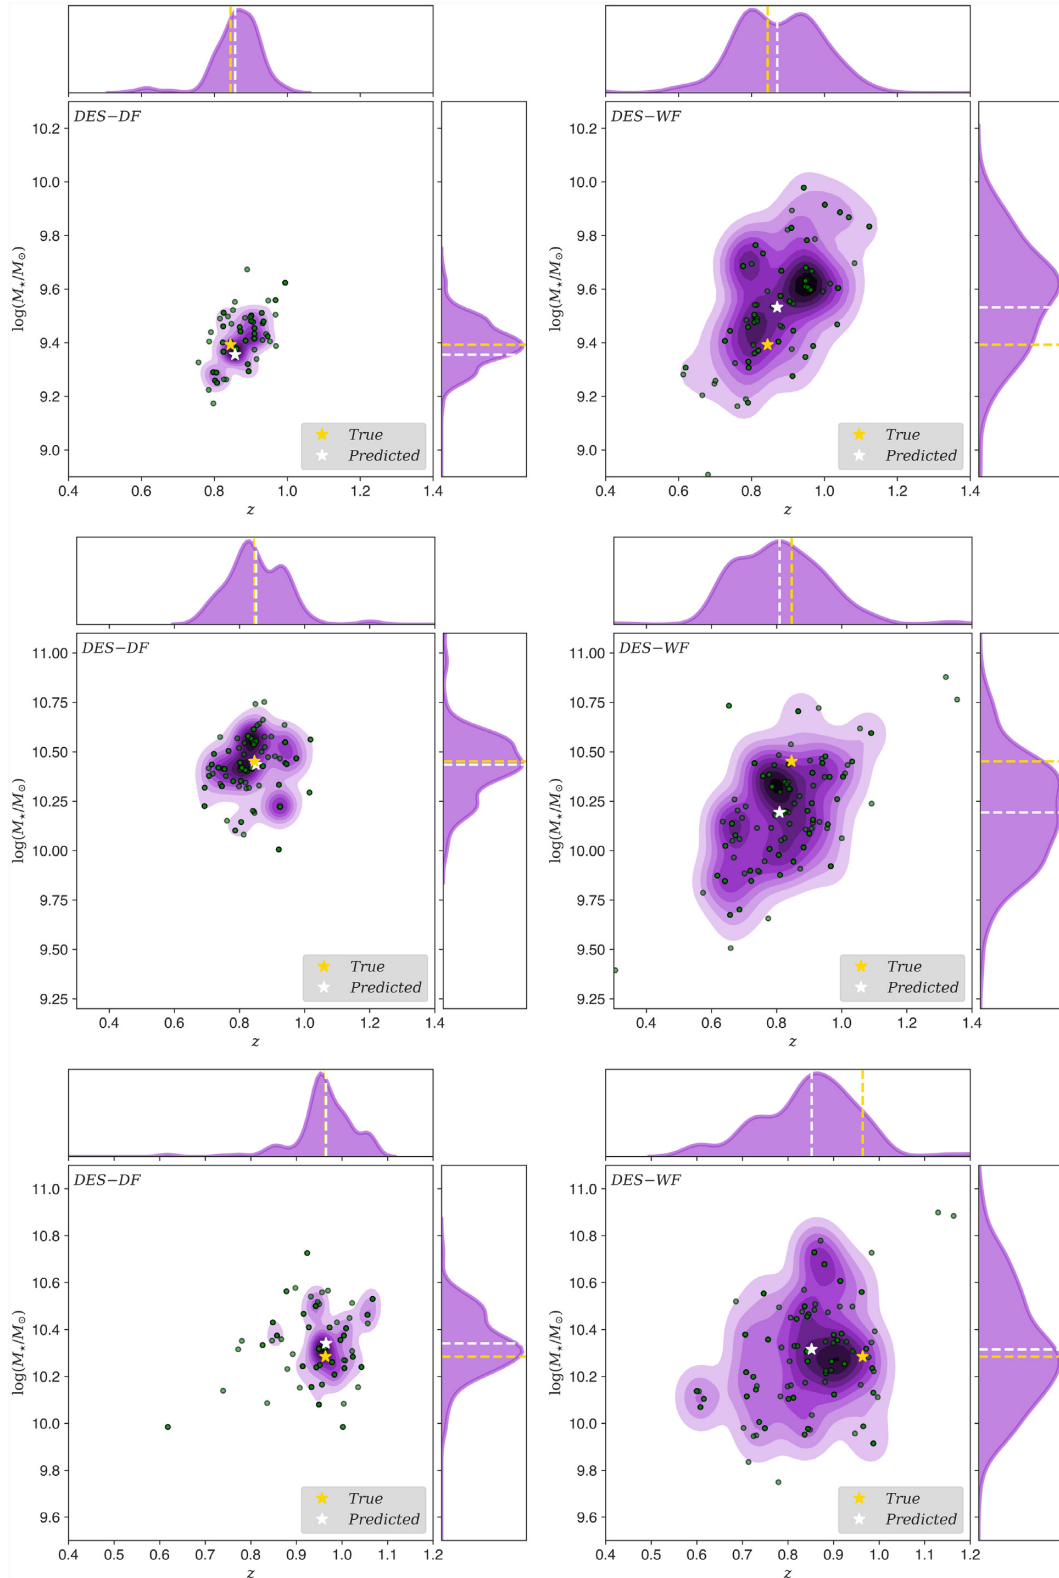 DES−DF
10.2
10.0
9.8
9.6
9.4
9.2
9.0
log(M⋆/M⊙)
True
Predicted
0.4 0.6 0.8 1.0 1.2 1.4
z
DES−WF
10.2
10.0
9.8
9.6
9.4
9.2
9.0
log(M⋆/M⊙)
True
Predicted
0.4 0.6 0.8 1.0 1.2 1.4
z
DES−DF
11.00
10.75
10.50
10.25
10.00
9.75
9.50
9.25
log(M⋆/M⊙)
True
Predicted
0.4 0.6 0.8 1.0 1.2 1.4
z
DES−WF
11.00
10.75
10.50
10.25
10.00
9.75
9.50
9.25
log(M⋆/M⊙)
True
Predicted
0.4 0.6 0.8 1.0 1.2 1.4
z
DES−DF
11.0
10.8
10.6
10.4
10.2
10.0
9.8
9.6
log(M⋆/M⊙)
True
Predicted
0.4 0.5 0.6 0.7 0.8 0.9 1.0 1.1 1.2
z
DES−WF
11.0
10.8
10.6
10.4
10.2
10.0
9.8
9.6
log(M⋆/M⊙)
True
Predicted
0.4 0.5 0.6 0.7 0.8 0.9 1.0 1.1 1.2
z